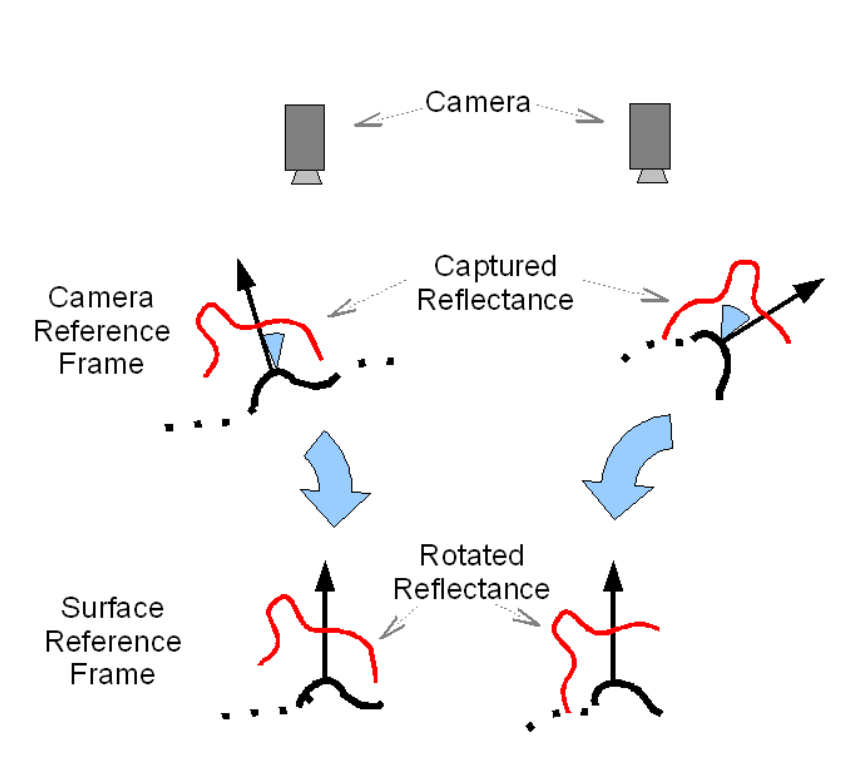 Camera
Captured
Reflectance
Camera
Reference
Frame
Rotated
Reflectance
Surface
Reference
Frame